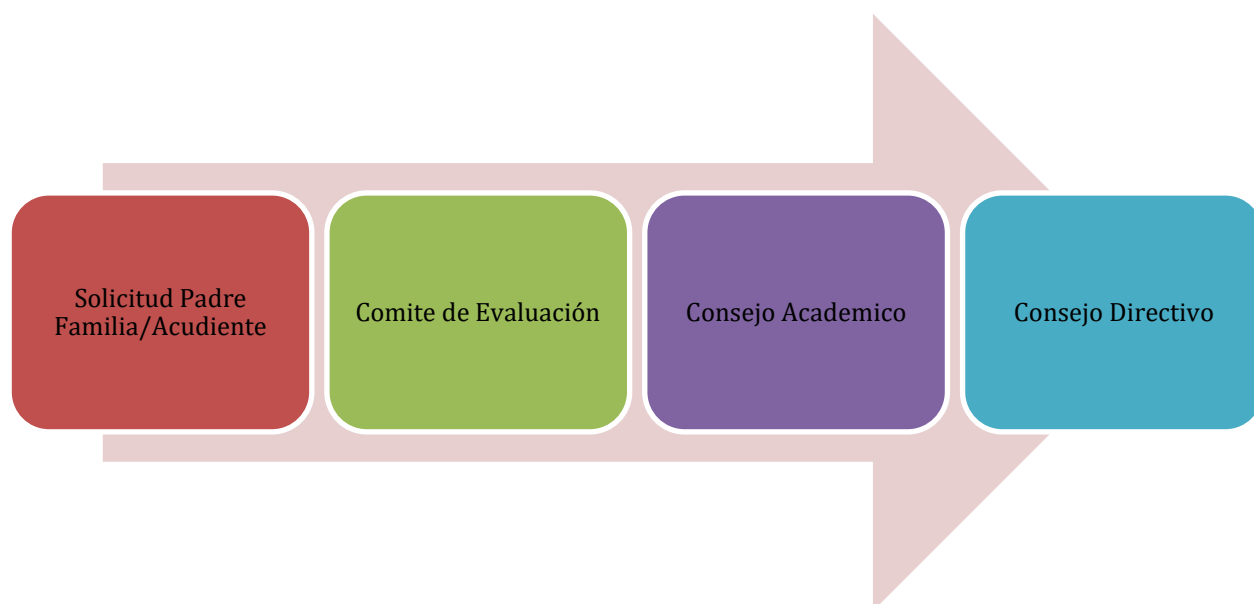 Solicitud Padre
Familia/Acudiente
Comite de Evaluación
Consejo Academico
Consejo Directivo